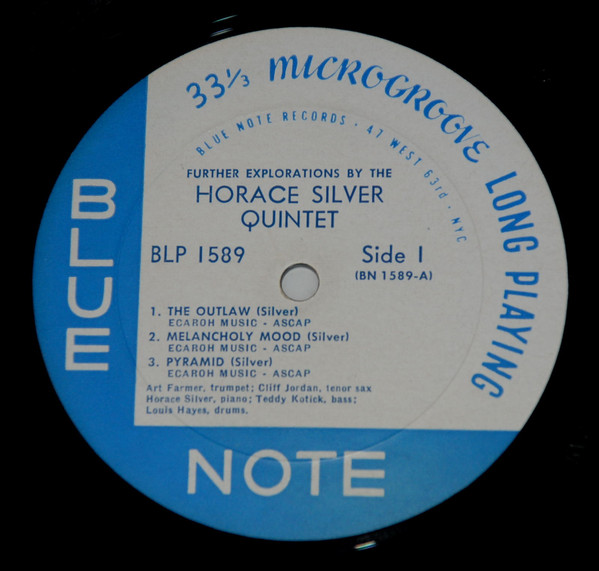 33⅓ MICROGROOVE LONG PLAYING
BLUE NOTE RECORDS · 47 WEST 63rd · NYC
FURTHER EXPLORATIONS BY THE
HORACE SILVER
QUINTET
BLP 1589
Side 1
(BN 1589-A)
1. THE OUTLAW (Silver)
ECAROH MUSIC - ASCAP
2. MELANCHOLY MOOD (Silver)
ECAROH MUSIC - ASCAP
3. PYRAMID (Silver)
ECAROH MUSIC - ASCAP
Art Farmer, trumpet; Cliff Jordan, tenor sax
Horace Silver, piano; Teddy Kotick, bass;
Louis Hayes, drums.
BLUE
NOTE